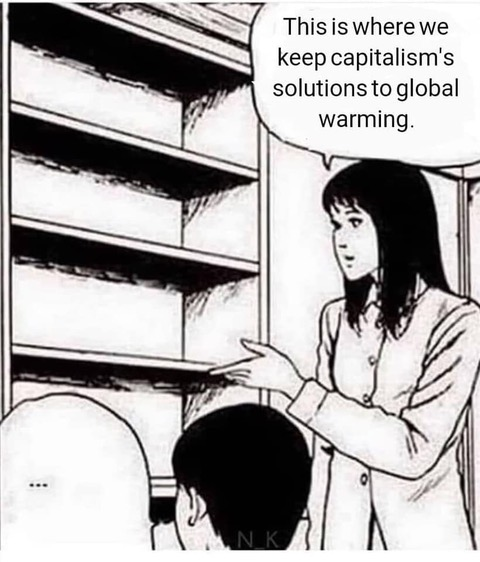 This is where we
keep capitalism's
solutions to global
warming.
...
N_K